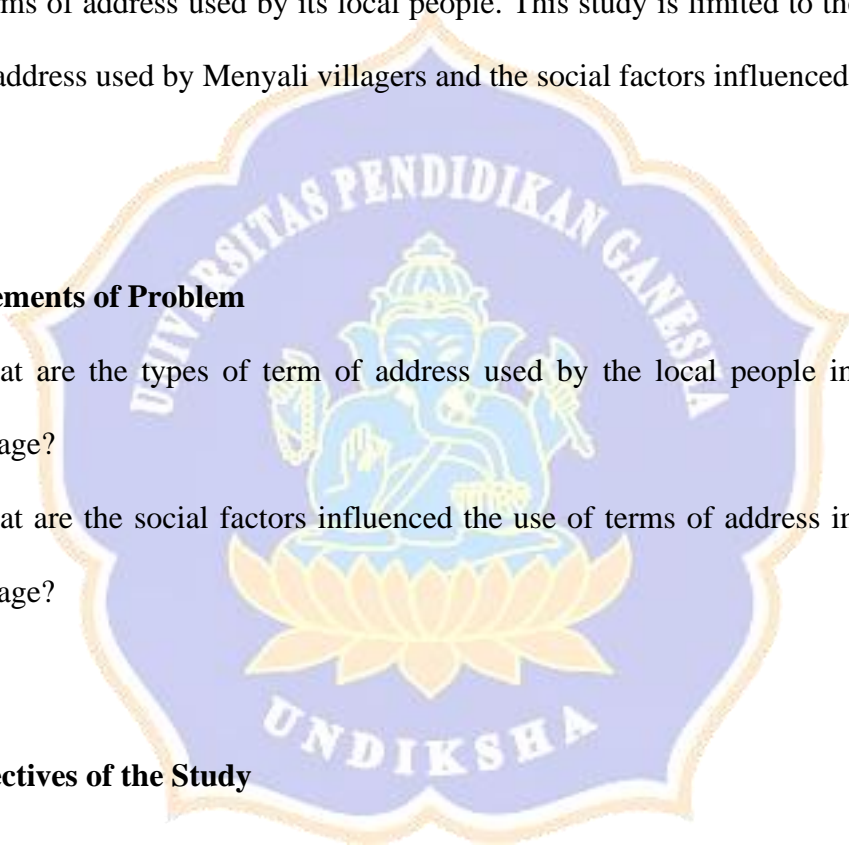 ms of address used by its local people. This study is limited to the
address used by Menyali villagers and the social factors influenced
UNIVERSITAS PENDIDIKAN GANESHA
ements of Problem
at are the types of term of address used by the local people in
age?
at are the social factors influenced the use of terms of address in
age?
UNDIKSHA
ectives of the Study